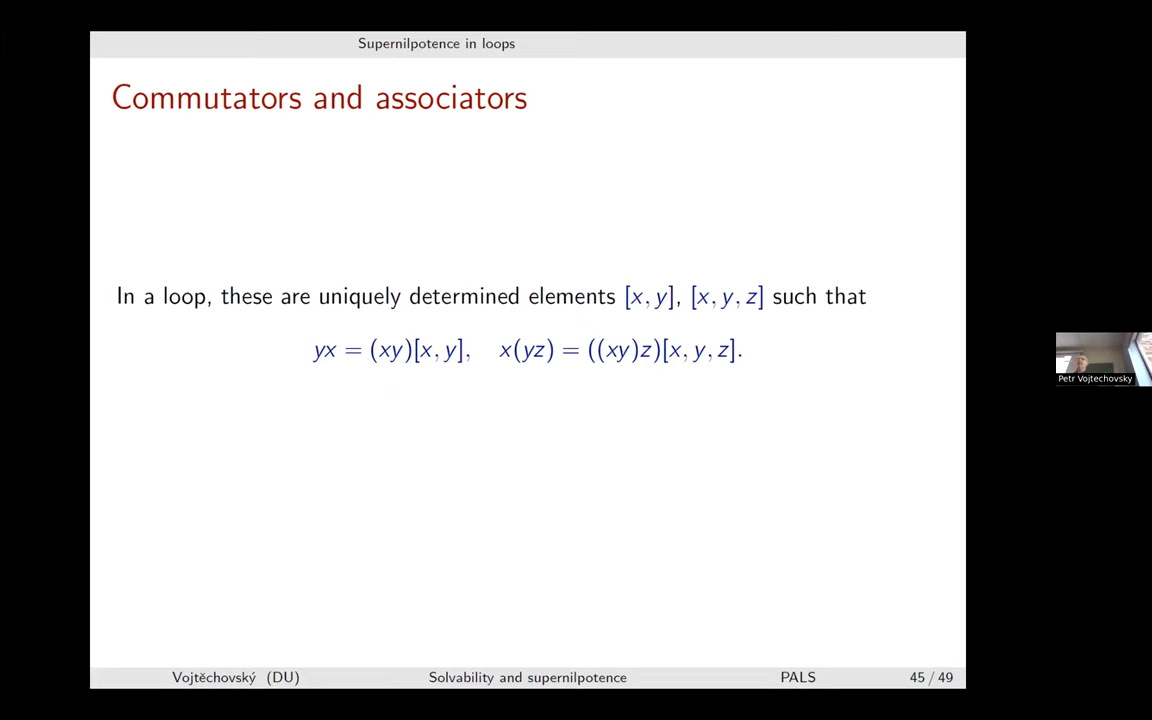 Supernilpotence in loops
Commutators and associators
In a loop, these are uniquely determined elements [x, y], [x, y, z] such that
yx = (xy)[x, y], x(yz) = ((xy)z)[x, y, z].
Petr Vojtechovsky
Vojtěchovský (DU) Solvability and supernilpotence PALS 45 / 49